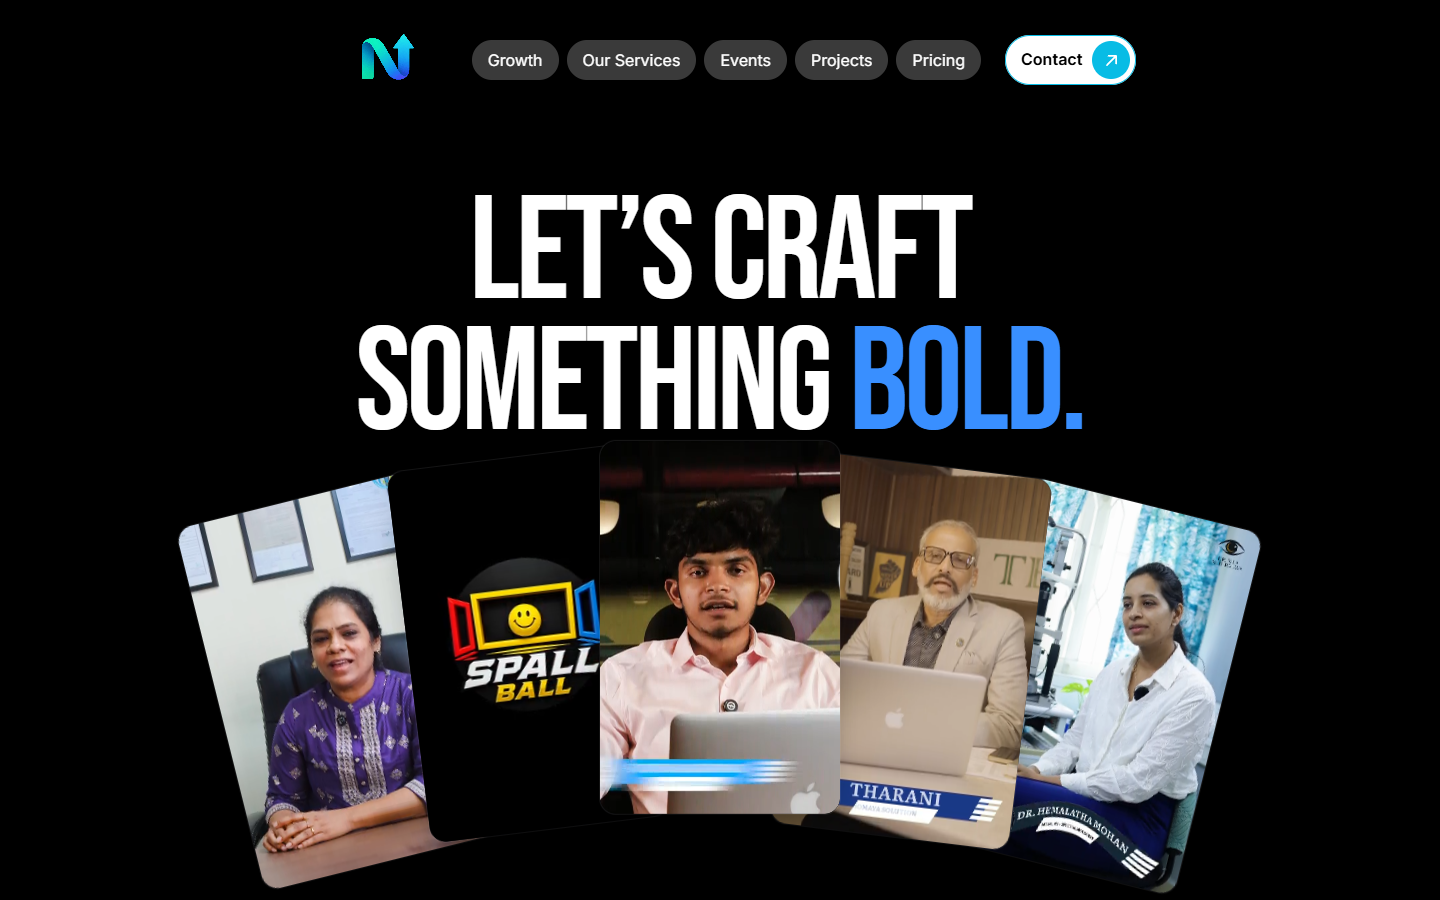 Growth
Our Services
Events
Projects
Pricing
Contact
LET’S CRAFT
SOMETHING BOLD.
SPALL
BALL
THARANI
DR. HEMALATHA MOHAN